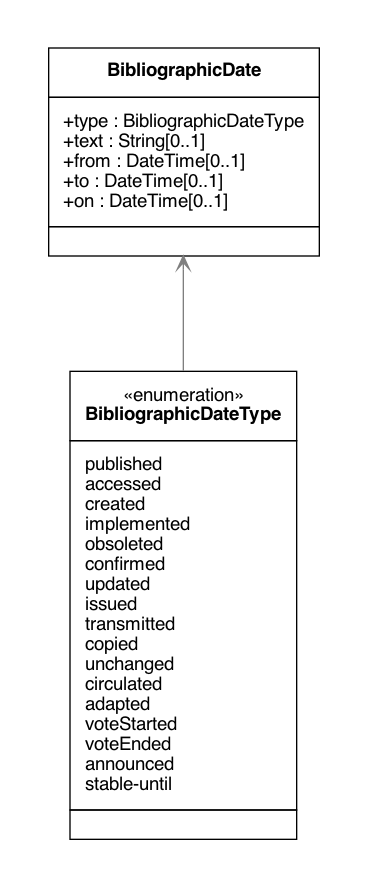 BibliographicDate
+type : BibliographicDateType
+text : String[0..1]
+from : DateTime[0..1]
+to : DateTime[0..1]
+on : DateTime[0..1]
«enumeration»
BibliographicDateType
published
accessed
created
implemented
obsoleted
confirmed
updated
issued
transmitted
copied
unchanged
circulated
adapted
voteStarted
voteEnded
announced
stable-until